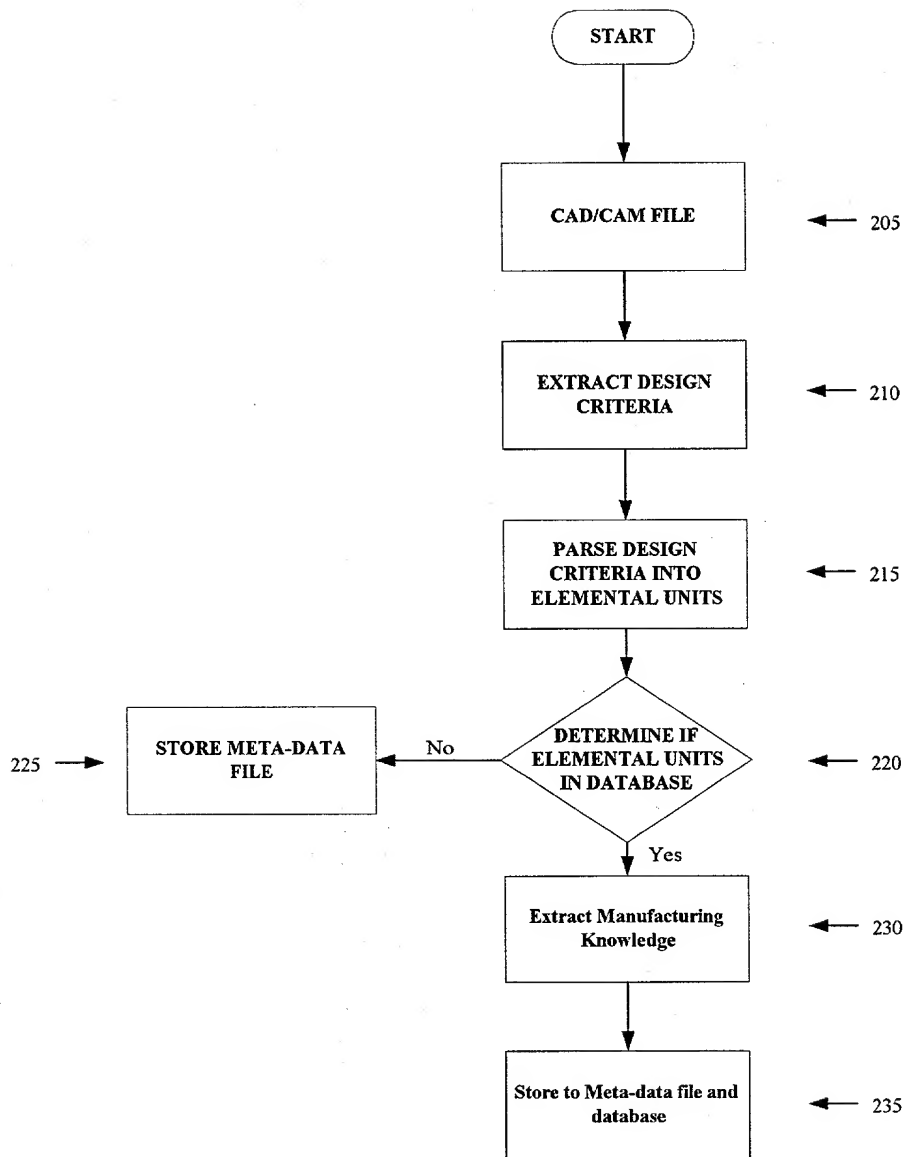 START
CAD/CAM FILE
205
EXTRACT DESIGN
CRITERIA
210
PARSE DESIGN
CRITERIA INTO
ELEMENTAL UNITS
215
225
STORE META-DATA
FILE
No
DETERMINE IF
ELEMENTAL UNITS
IN DATABASE
220
Yes
Extract Manufacturing
Knowledge
230
Store to Meta-data file and
database
235